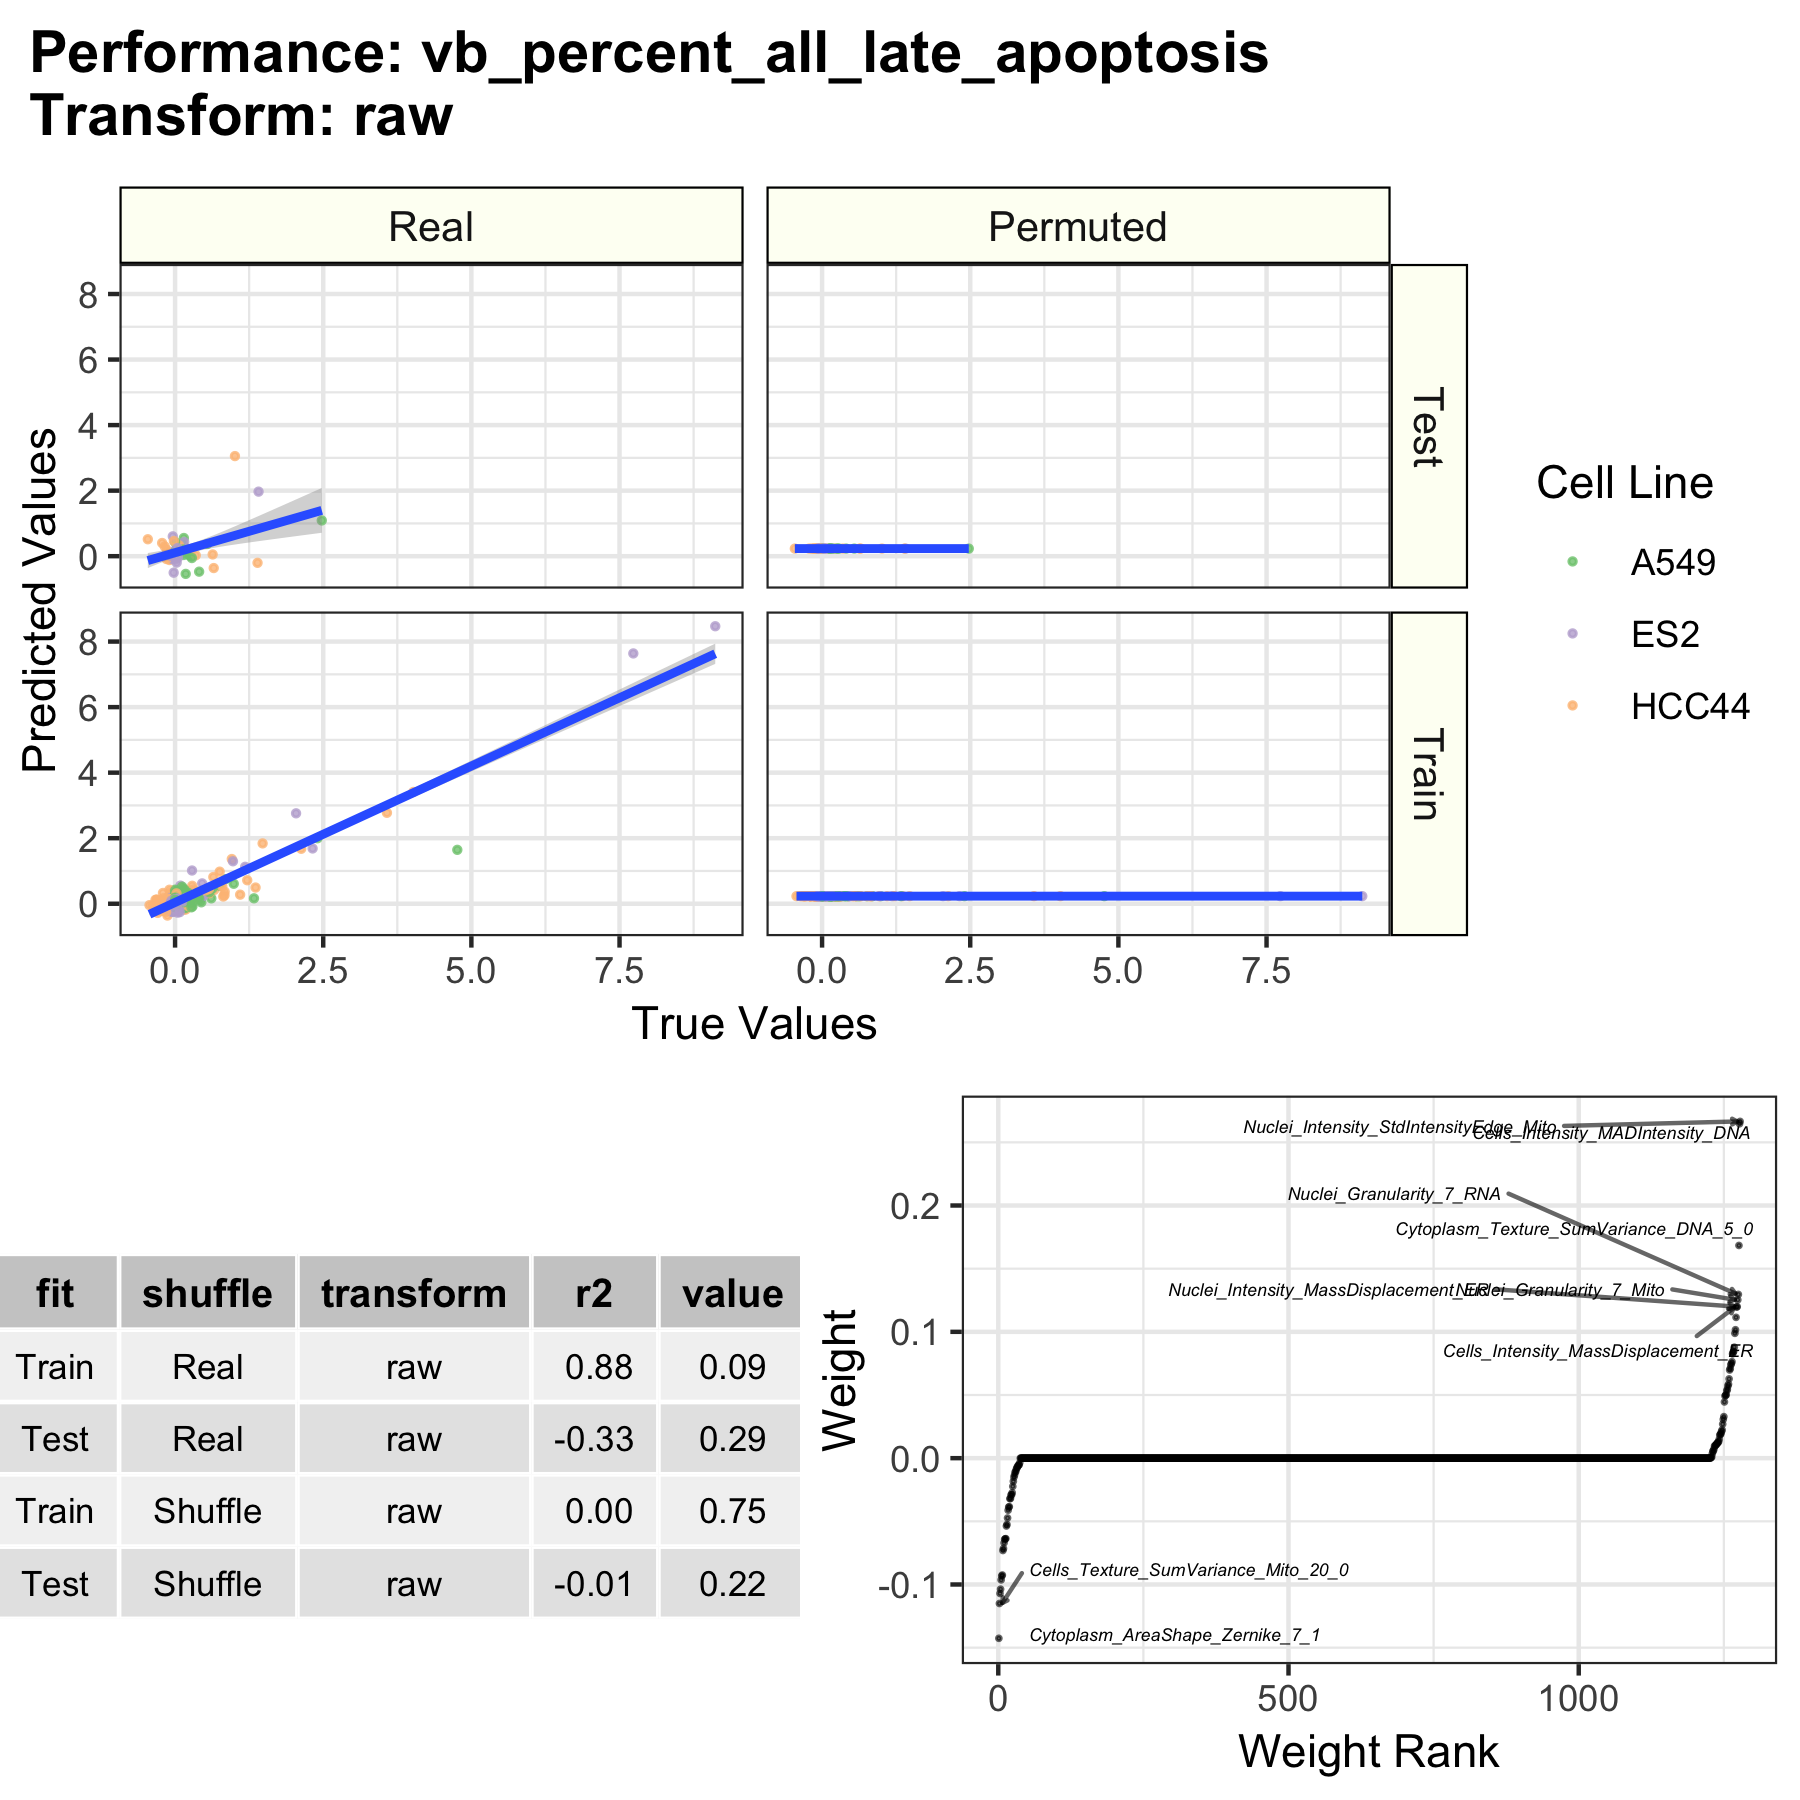 Performance: vb_percent_all_late_apoptosis
Transform: raw
Real
Permuted
8
6
4
2
0
Test
8
6
4
2
0
Train
Predicted Values
0.0
2.5
5.0
7.5
0.0
2.5
5.0
7.5
True Values
Cell Line
A549
ES2
HCC44
fit shuffle transform r2 value
Train Real raw 0.88 0.09
Test Real raw -0.33 0.29
Train Shuffle raw 0.00 0.75
Test Shuffle raw -0.01 0.22
Weight
0.2
0.1
0.0
-0.1
Nuclei_Intensity_StdIntensityEdge_Mito
Cells_Intensity_MADIntensity_DNA
Nuclei_Granularity_7_RNA
Cytoplasm_Texture_SumVariance_DNA_5_0
Nuclei_Intensity_MassDisplacement_ER
Nuclei_Granularity_7_Mito
Cells_Intensity_MassDisplacement_ER
Cells_Texture_SumVariance_Mito_20_0
Cytoplasm_AreaShape_Zernike_7_1
0
500
1000
Weight Rank